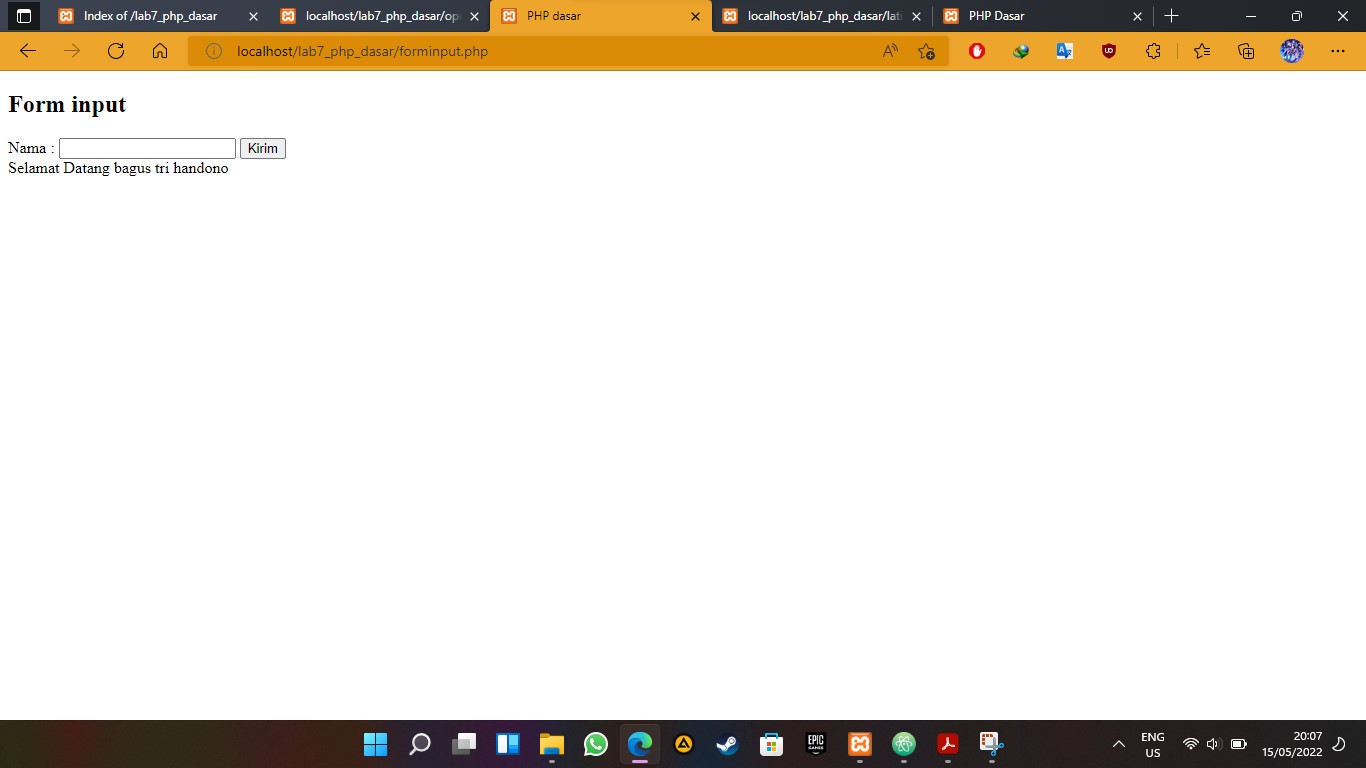 Index of /lab7_php_dasar
localhost/lab7_php_dasar/op
PHP dasar
localhost/lab7_php_dasar/lati
PHP Dasar
localhost/lab7_php_dasar/forminput.php
Form input
Nama :
Kirim
Selamat Datang bagus tri handono
EPIC
GAMES
ENG
US
20:07
15/05/2022